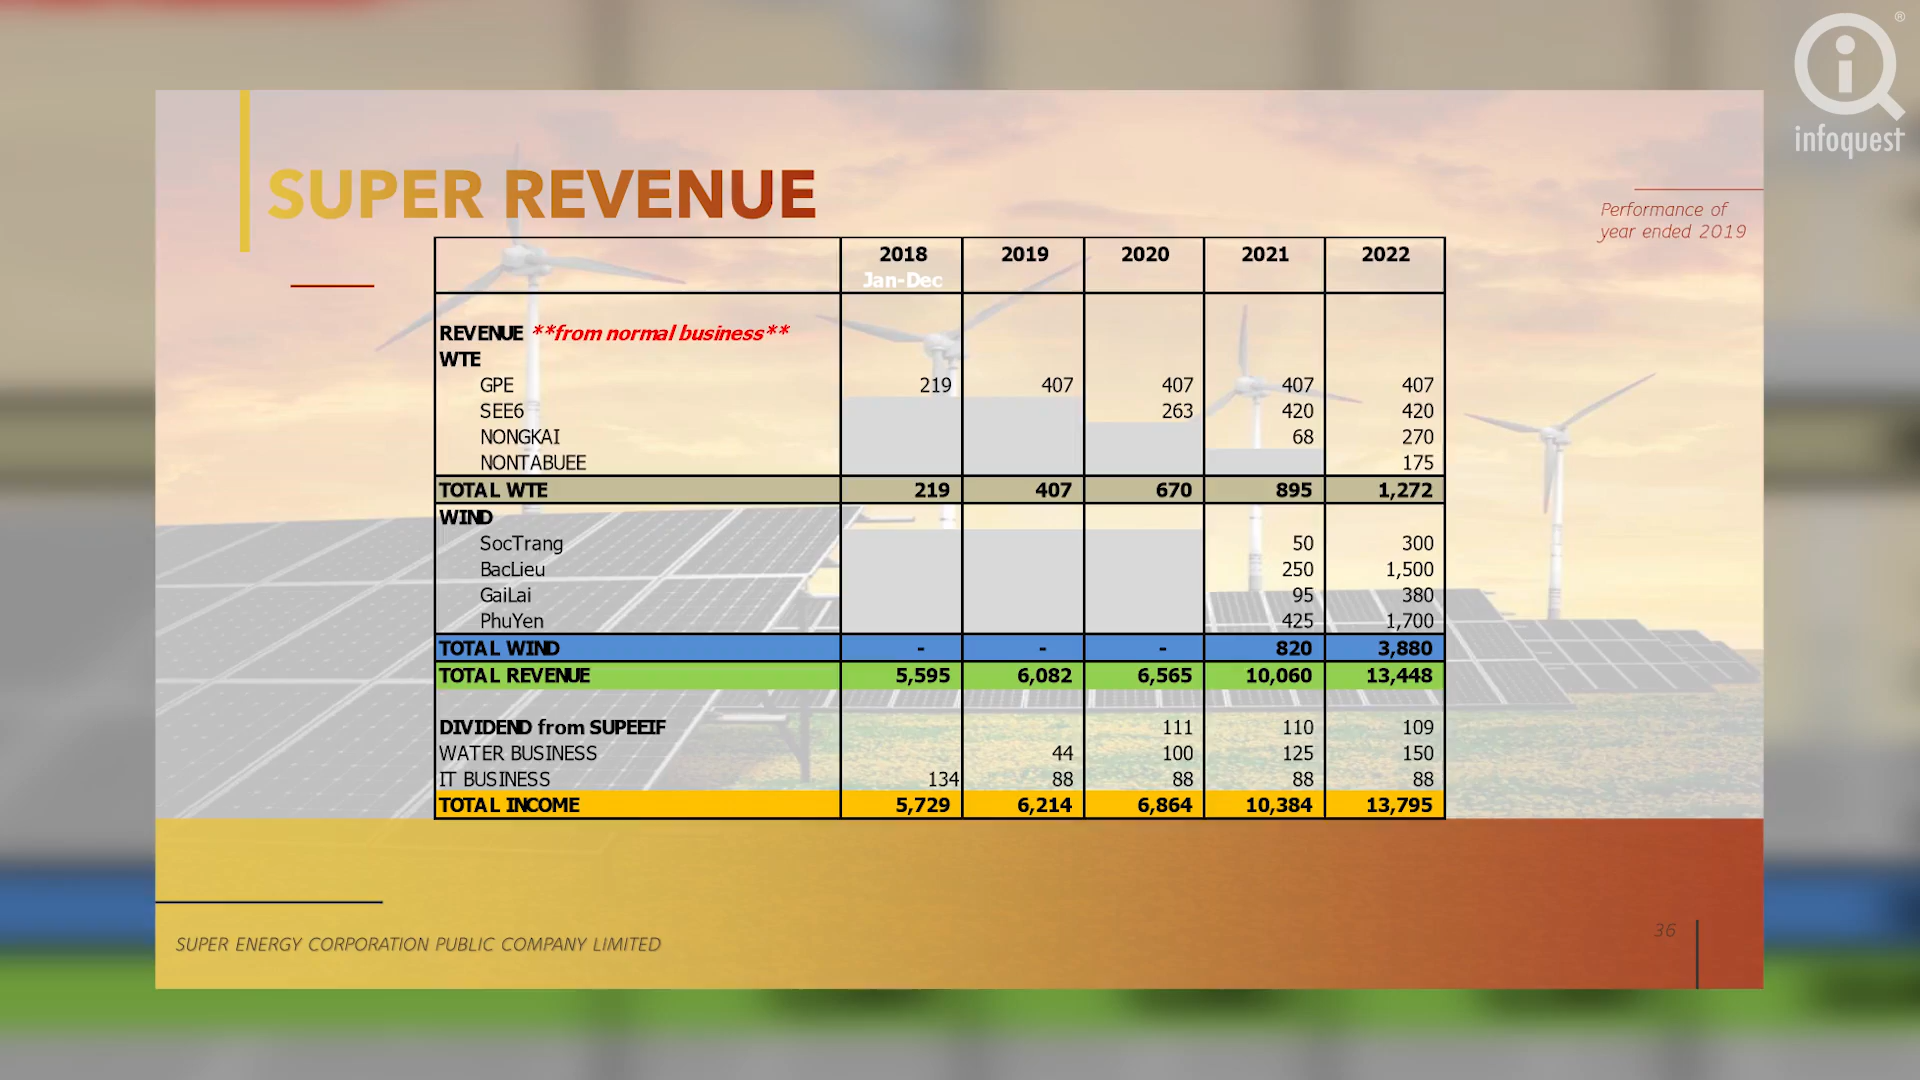 infoquest
SUPER REVENUE
Performance of
year ended 2019
2018 2019 2020 2021 2022
Jan-Dec
REVENUE **from normal business**
WTE
GPE 219 407 407 407 407
SEE6 263 420 420
NONGKAI 68 270
NONTABUEE 175
TOTAL WTE 219 407 670 895 1,272
WIND
SocTrang 50 300
BacLieu 250 1,500
GaiLai 95 380
PhuYen 425 1,700
TOTAL WIND - - - 820 3,880
TOTAL REVENUE 5,595 6,082 6,565 10,060 13,448
DIVIDEND from SUPEEIF 111 110 109
WATER BUSINESS 44 100 125 150
IT BUSINESS 134 88 88 88 88
TOTAL INCOME 5,729 6,214 6,864 10,384 13,795
SUPER ENERGY CORPORATION PUBLIC COMPANY LIMITED
36